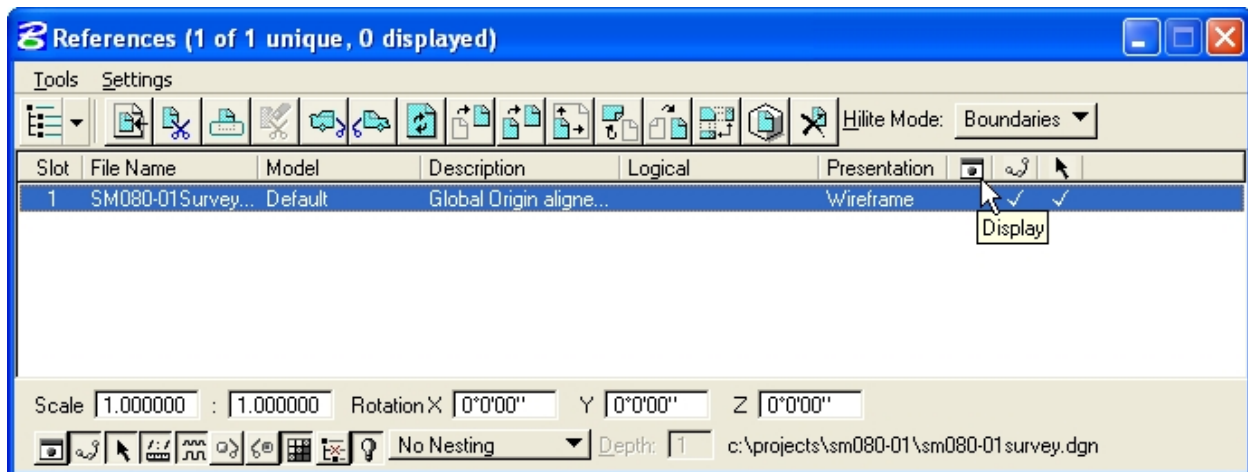 References (1 of 1 unique, 0 displayed)
Tools Settings
Hilite Mode: Boundaries
Slot File Name Model Description Logical Presentation
1 SM080-01Survey... Default Global Origin aligne... Wireframe
Display
Scale 1.000000 : 1.000000 Rotation X 0°0'00" Y 0°0'00" Z 0°0'00"
No Nesting Depth: 1 c:\projects\sm080-01\sm080-01survey.dgn